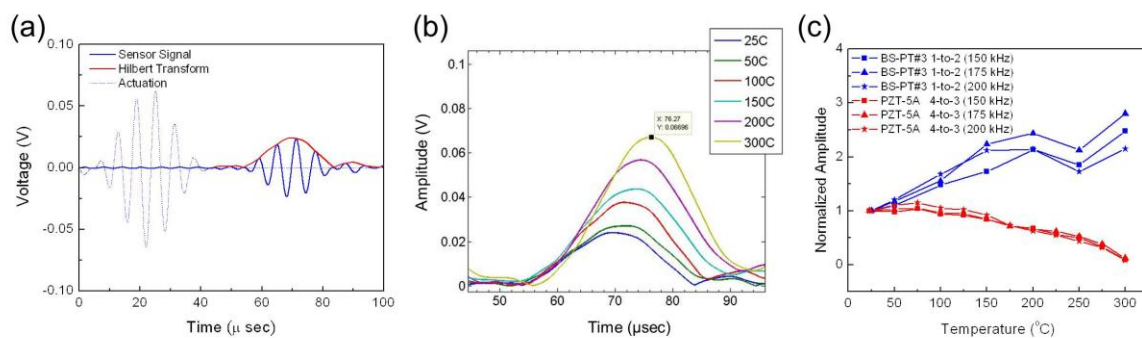 (a)
0.10
0.05
0.00
-0.05
-0.10
Voltage (V)
Sensor Signal
Hilbert Transform
Actuation
0
20
40
60
80
100
Time (μ sec)
(b)
0.1
0.08
0.06
0.04
0.02
0
Amplitude (V)
X: 76.27
Y: 0.06696
25C
50C
100C
150C
200C
300C
50
60
70
80
90
Time (μsec)
(c)
4
3
2
1
0
Normalized Amplitude
BS-PT#3 1-to-2 (150 kHz)
BS-PT#3 1-to-2 (175 kHz)
BS-PT#3 1-to-2 (200 kHz)
PZT-5A 4-to-3 (150 kHz)
PZT-5A 4-to-3 (175 kHz)
PZT-5A 4-to-3 (200 kHz)
0
50
100
150
200
250
300
Temperature (°C)